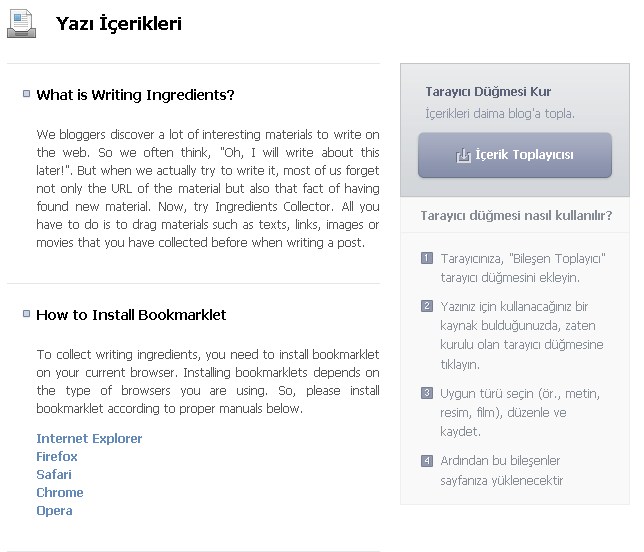 Yazı İçerikleri
What is Writing Ingredients?
We bloggers discover a lot of interesting materials to write on
the web. So we often think, "Oh, I will write about this
later!". But when we actually try to write it, most of us forget
not only the URL of the material but also that fact of having
found new material. Now, try Ingredients Collector. All you
have to do is to drag materials such as texts, links, images or
movies that you have collected before when writing a post.
How to Install Bookmarklet
To collect writing ingredients, you need to install bookmarklet
on your current browser. Installing bookmarklets depends on
the type of browsers you are using. So, please install
bookmarklet according to proper manuals below.
Internet Explorer
Firefox
Safari
Chrome
Opera
Tarayıcı Düğmesi Kur
İçerikleri daima blog'a topla.
İçerik Toplayıcısı
Tarayıcı düğmesi nasıl kullanılır?
1 Tarayıcınıza, "Bileşen Toplayıcı"
tarayıcı düğmesini ekleyin.
2 Yazınız için kullanacağınız bir
kaynak bulduğunuzda, zaten
kurulu olan tarayıcı düğmesine
tıklayın.
3 Uygun türü seçin (ör., metin,
resim, film), düzenle ve
kaydet.
4 Ardından bu bileşenler
sayfanıza yüklenecektir